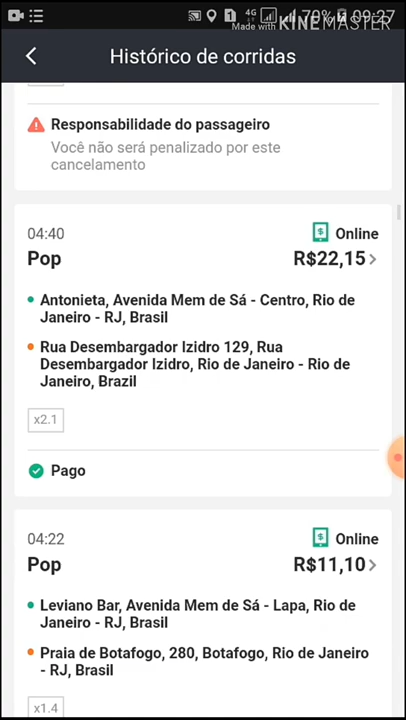 4G 70% 09:27
Made with KINEMASTER
Histórico de corridas
Responsabilidade do passageiro
Você não será penalizado por este
cancelamento
04:40 Online
Pop R$22,15
Antonieta, Avenida Mem de Sá - Centro, Rio de
Janeiro - RJ, Brasil
Rua Desembargador Izidro 129, Rua
Desembargador Izidro, Rio de Janeiro - Rio de
Janeiro, Brazil
x2.1
Pago
04:22 Online
Pop R$11,10
Leviano Bar, Avenida Mem de Sá - Lapa, Rio de
Janeiro - RJ, Brasil
Praia de Botafogo, 280, Botafogo, Rio de Janeiro
- RJ, Brasil
x1.4